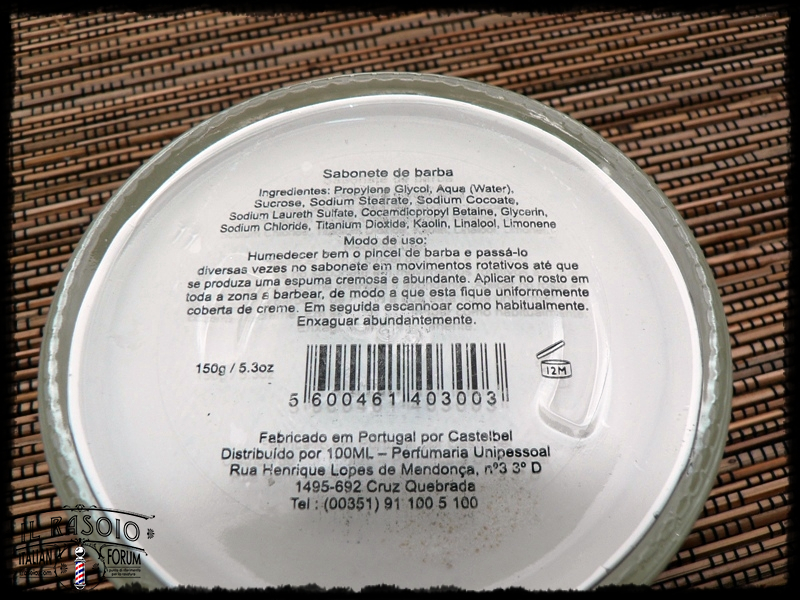 Sabonete de barba
Ingredientes: Propylene Glycol, Aqua (Water),
Sucrose, Sodium Stearate, Sodium Cocoate,
Sodium Laureth Sulfate, Cocamdiopropyl Betaine, Glycerin,
Sodium Chloride, Titanium Dioxide, Kaolin, Linalool, Limonene
Modo de uso:
Humedecer bem o pincel de barba e passá-lo
diversas vezes no sabonete em movimentos rotativos até que
se produza uma espuma cremosa e abundante. Aplicar no rosto em
toda a zona a barbear, de modo a que esta fique uniformemente
coberta de creme. Em seguida escanhoar como habitualmente.
Enxaguar abundantemente.
150g / 5.3oz
12M
5 600461 403003
Fabricado em Portugal por Castelbel
Distribuído por 100ML – Perfumaria Unipessoal
Rua Henrique Lopes de Mendonça, nº3 3º D
1495-692 Cruz Quebrada
Tel : (00351) 91 100 5 100
IL RASOIO
ITALIAN FORUM